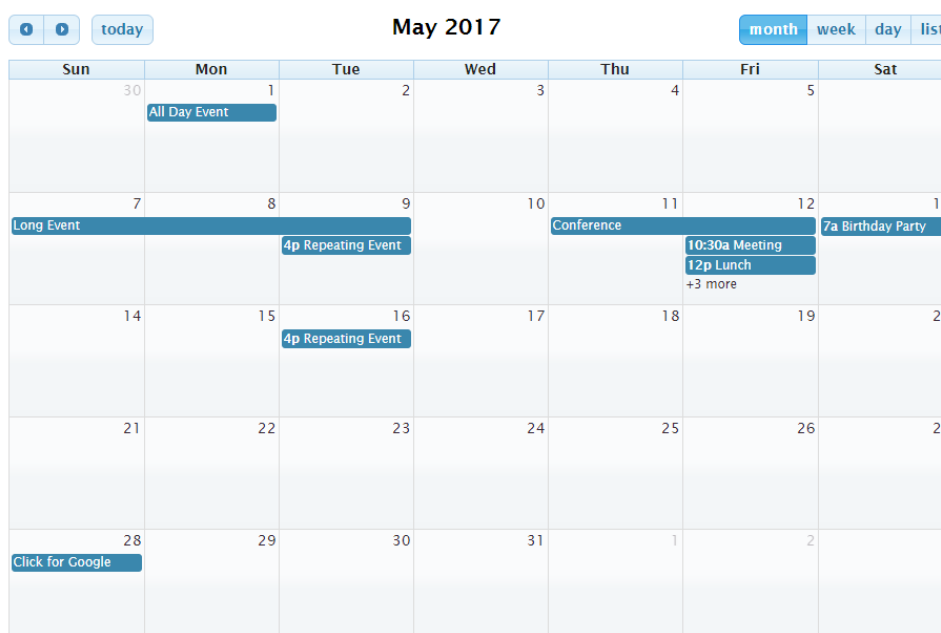 today
May 2017
month week day list
Sun Mon Tue Wed Thu Fri Sat
30 1 2 3 4 5
All Day Event
7 8 9 10 11 12
Long Event
Conference
7a Birthday Party
4p Repeating Event
10:30a Meeting
12p Lunch
+3 more
14 15 16 17 18 19
4p Repeating Event
21 22 23 24 25 26
28 29 30 31 1 2
Click for Google